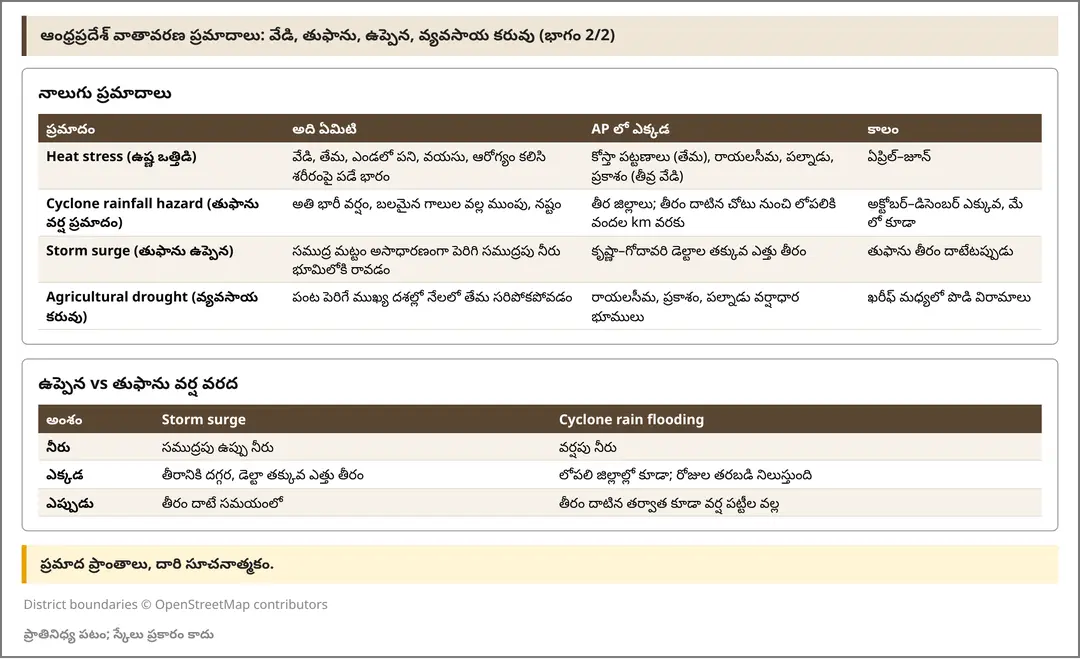 ఆంధ్రప్రదేశ్ వాతావరణ ప్రమాదాలు: వేడి, తుఫాను, ఉప్పెన, వ్యవసాయ కరువు (భాగం 2/2)
నాలుగు ప్రమాదాలు
ప్రమాదం అది ఏమిటి AP లో ఎక్కడ కాలం
Heat stress (ఉష్ణ ఒత్తిడి) వేడి, తేమ, ఎండలో పని, వయసు, ఆరోగ్యం కలిసి కోస్తా పట్టణాలు (తేమ), రాయలసీమ, పల్నాడు, ఏప్రిల్–జూన్
శరీరంపై పడే భారం ప్రకాశం (తీవ్ర వేడి)
Cyclone rainfall hazard (తుఫాను అతి భారీ వర్షం, బలమైన గాలుల వల్ల ముంపు, నష్టం తీర జిల్లాలు; తీరం దాటిన చోటు నుంచి లోపలికి అక్టోబర్–డిసెంబర్ ఎక్కువ, మే
వర్ష ప్రమాదం) వందల km వరకు లో కూడా
Storm surge (తుఫాను ఉప్పెన) సముద్ర మట్టం అసాధారణంగా పెరిగి సముద్రపు నీరు కృష్ణా–గోదావరి డెల్టాల తక్కువ ఎత్తు తీరం తుఫాను తీరం దాటేటప్పుడు
భూమిలోకి రావడం
Agricultural drought (వ్యవసాయ పంట పెరిగే ముఖ్య దశల్లో నేలలో తేమ సరిపోకపోవడం రాయలసీమ, ప్రకాశం, పల్నాడు వర్షాధార ఖరీఫ్ మధ్యలో పొడి విరామాలు
కరువు) భూములు
ఉప్పెన vs తుఫాను వర్ష వరద
అంశం Storm surge Cyclone rain flooding
నీరు సముద్రపు ఉప్పు నీరు వర్షపు నీరు
ఎక్కడ తీరానికి దగ్గర, డెల్టా తక్కువ ఎత్తు తీరం లోపలి జిల్లాల్లో కూడా; రోజుల తరబడి నిలుస్తుంది
ఎప్పుడు తీరం దాటే సమయంలో తీరం దాటిన తర్వాత కూడా వర్ష పట్టీల వల్ల
ప్రమాద ప్రాంతాలు, దారి సూచనాత్మకం.
District boundaries © OpenStreetMap contributors
ప్రాతినిధ్య పటం; స్కేలు ప్రకారం కాదు